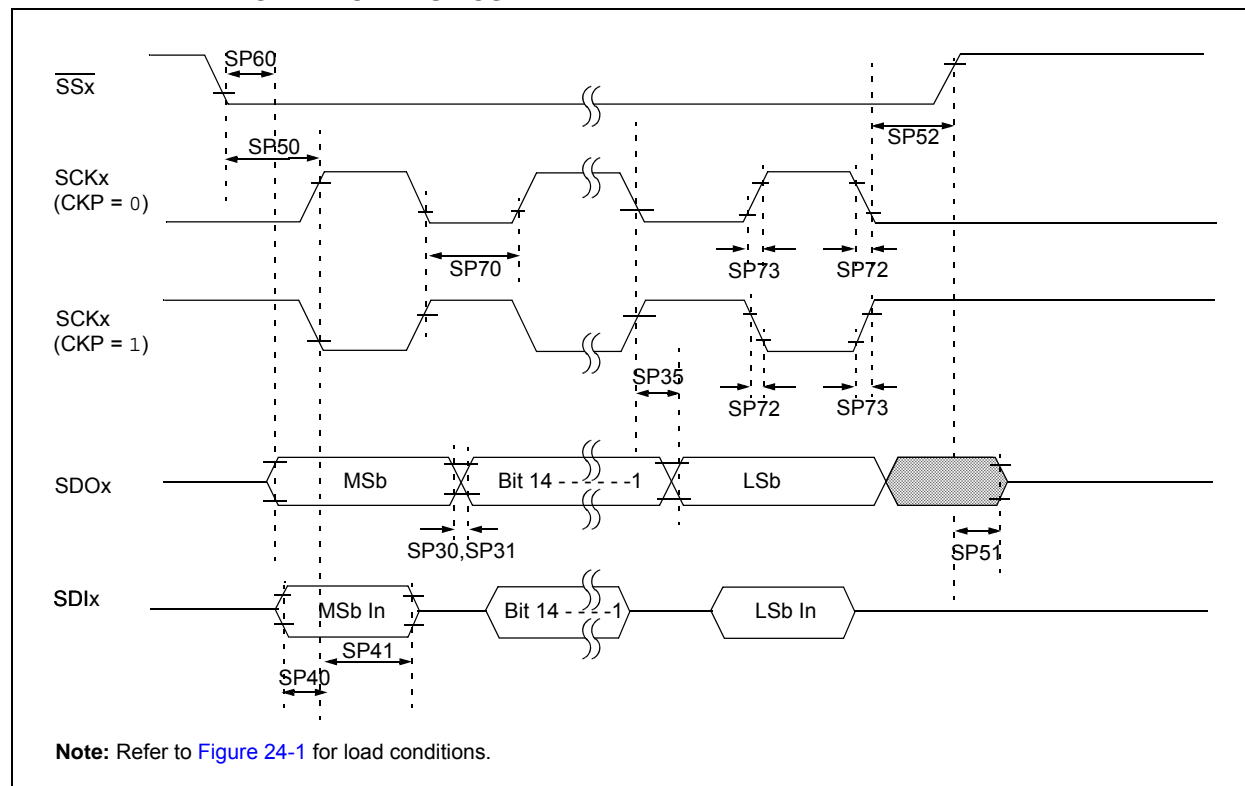 SP60
SSx
SP50
SP52
SCKx
(CKP = 0)
SP70
SP73
SP72
SCKx
(CKP = 1)
SP35
SP72
SP73
SDOx
MSb
Bit 14 - - - - - -1
LSb
SP30,SP31
SP51
SDIx
MSb In
Bit 14 - - - -1
LSb In
SP41
SP40
Note: Refer to Figure 24-1 for load conditions.